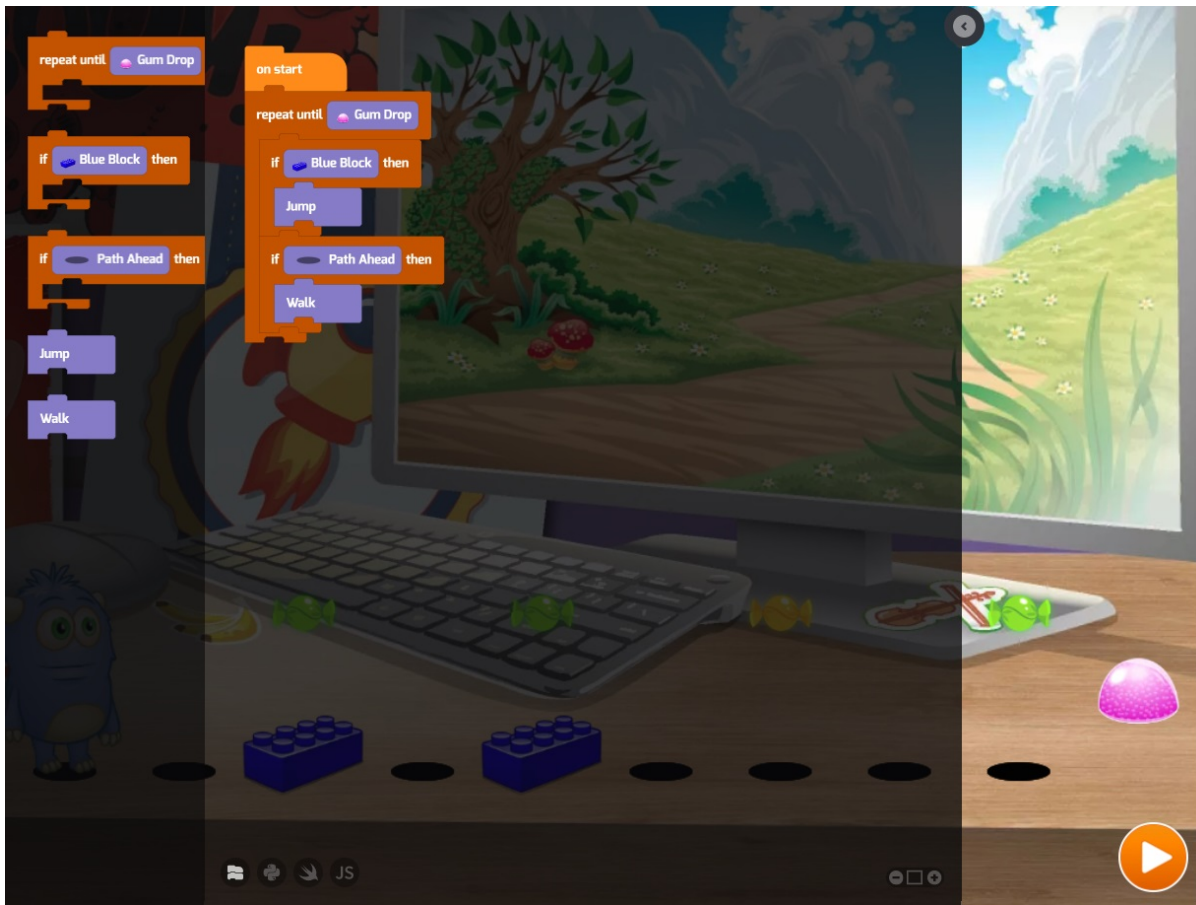 repeat until Gum Drop
if Blue Block then
if Path Ahead then
Jump
Walk
on start
repeat until Gum Drop
if Blue Block then
Jump
if Path Ahead then
Walk
JS